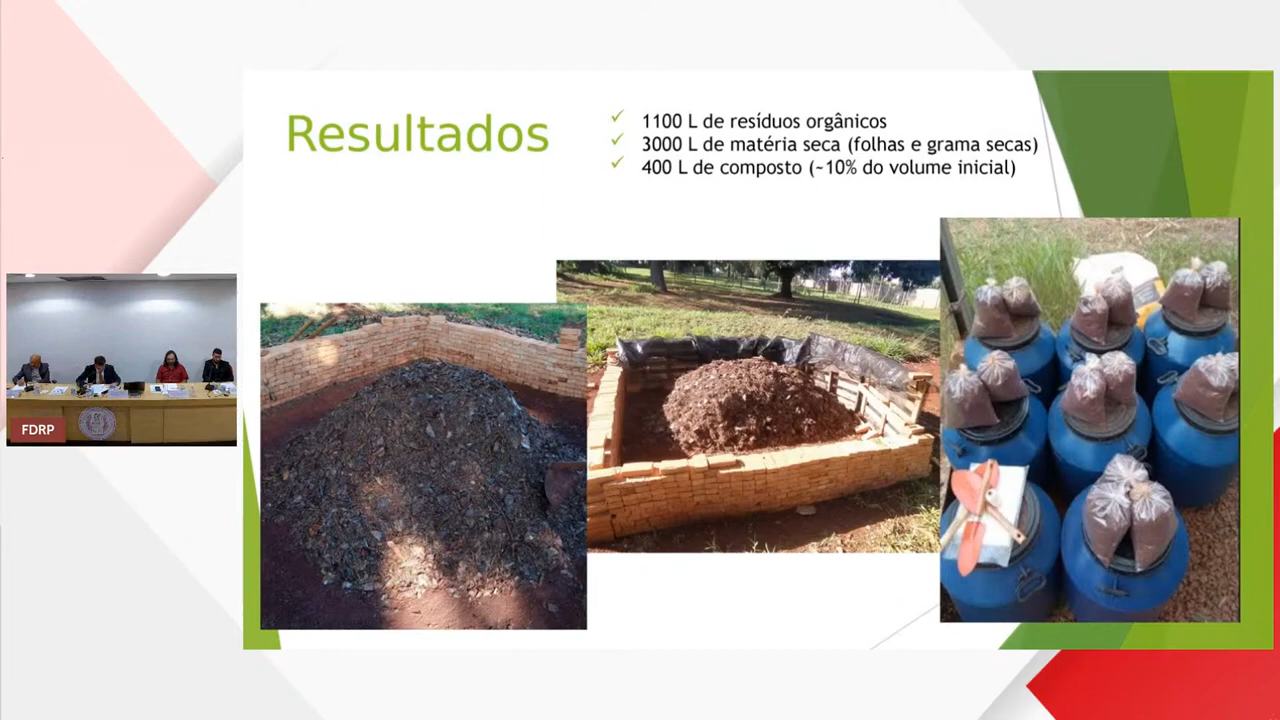 Resultados
1100 L de resíduos orgânicos
3000 L de matéria seca (folhas e grama secas)
400 L de composto (~10% do volume inicial)
FDRP